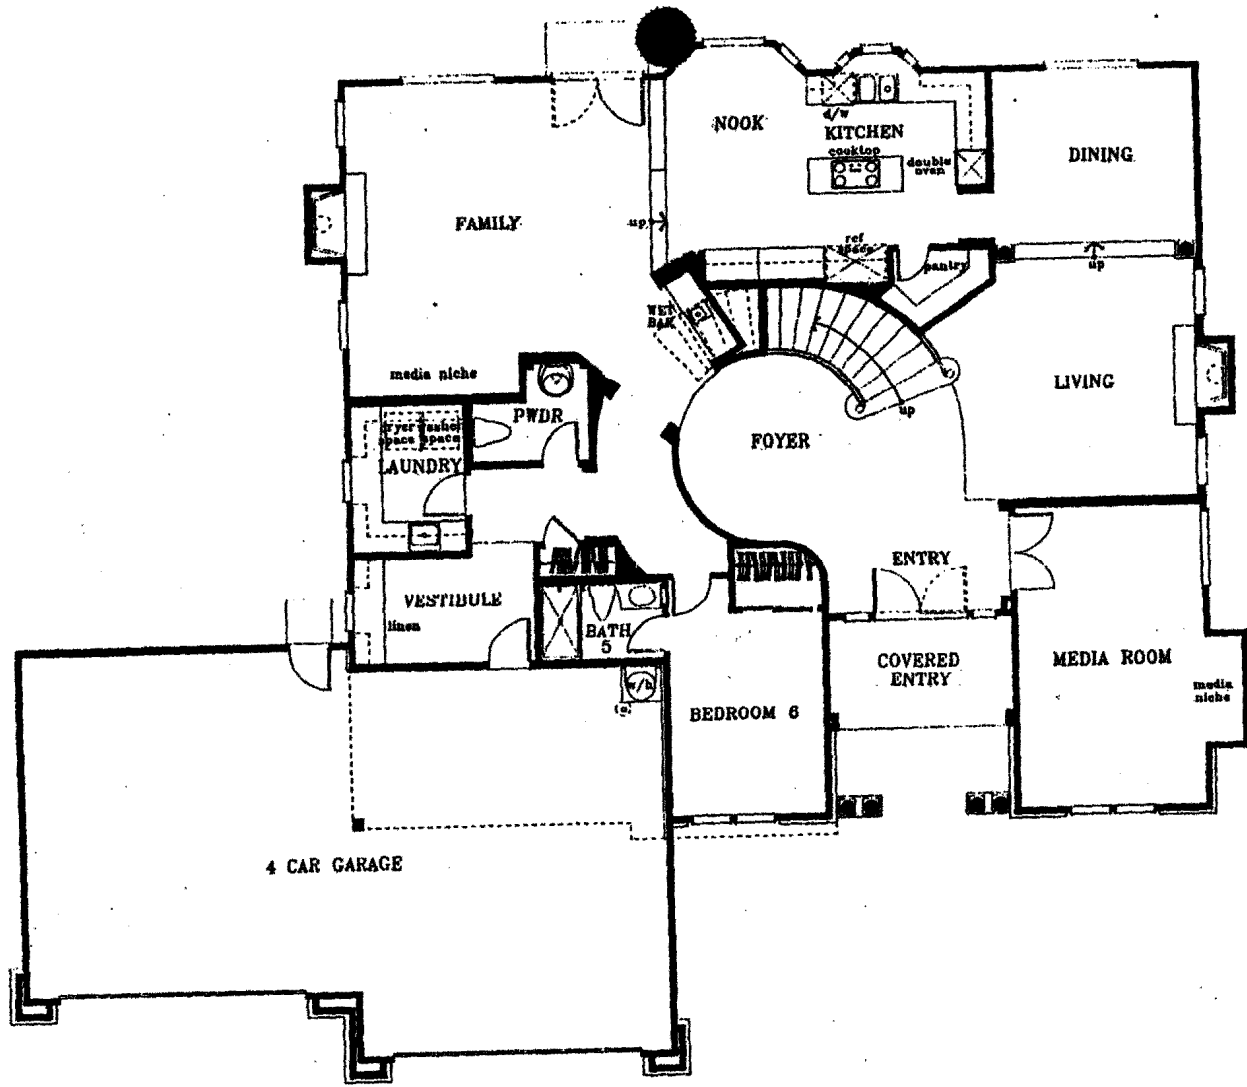 NOOK
d/w
KITCHEN
cooktop
double
oven
DINING
FAMILY
up
ref
space
pantry
up
WET
BAR
media niche
LIVING
PWDR
up
FOYER
space
space
LAUNDRY
ENTRY
VESTIBULE
linen
BATH
5
COVERED
ENTRY
MEDIA ROOM
media
niche
w/h
BEDROOM 6
4 CAR GARAGE